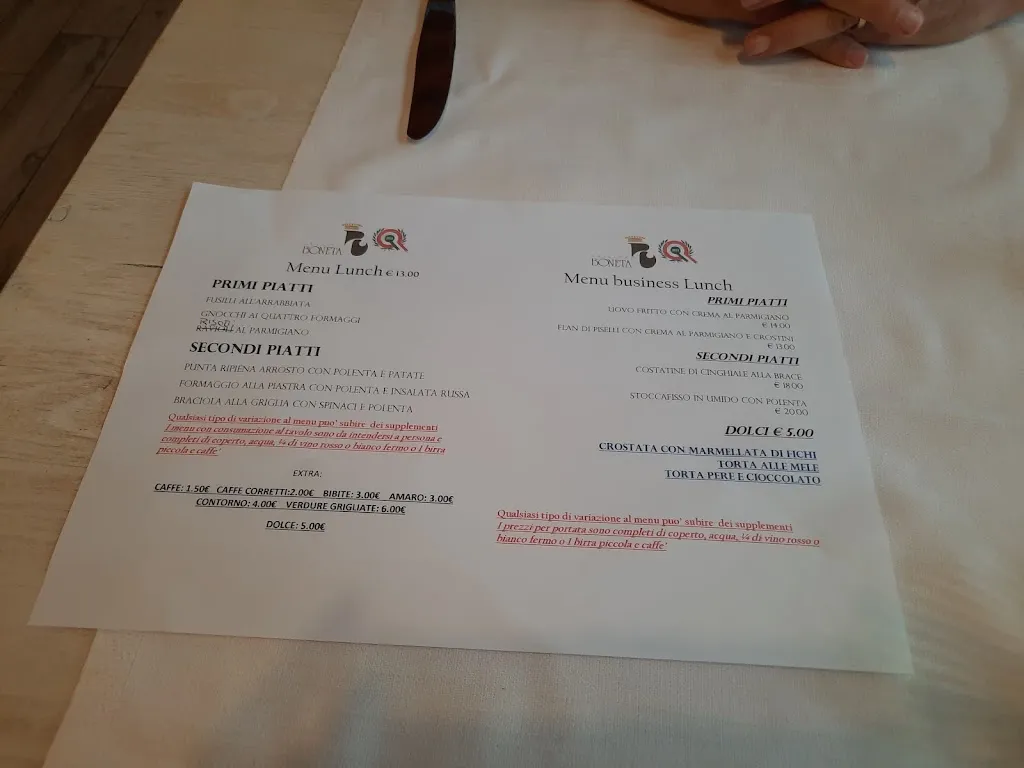 BONETA
Menu Lunch € 13.00
PRIMI PIATTI
FUSILLI ALL'ARRABBIATA
GNOCCHI AI QUATTRO FORMAGGI
RAVIOLI AL PARMIGIANO
SECONDI PIATTI
PUNTA RIPIENA ARROSTO CON POLENTA E PATATE
FORMAGGIO ALLA PIASTRA CON POLENTA E INSALATA RUSSA
BRACIOLA ALLA GRIGLIA CON SPINACI E POLENTA
Qualsiasi tipo di variazione al menu puo' subire dei supplementi
I menu con consumazione al tavolo sono da intendersi a persona e
completi di coperto, acqua, ¼ di vino rosso o bianco fermo o 1 birra
piccola e caffe'
EXTRA:
CAFFE: 1.50€ CAFFE CORRETTI:2.00€ BIBITE: 3.00€ AMARO: 3.00€
CONTORNO: 4.00€ VERDURE GRIGLIATE: 6.00€
DOLCE: 5.00€
BONETA
Menu business Lunch
PRIMI PIATTI
UOVO FRITTO CON CREMA AL PARMIGIANO
€ 14.00
FLAN DI PISELLI CON CREMA AL PARMIGIANO E CROSTINI
€ 13.00
SECONDI PIATTI
COSTATINE DI CINGHIALE ALLA BRACE
€ 18.00
STOCCAFISSO IN UMIDO CON POLENTA
€ 20.00
DOLCI € 5.00
CROSTATA CON MARMELLATA DI FICHI
TORTA ALLE MELE
TORTA PERE E CIOCCOLATO
Qualsiasi tipo di variazione al menu puo' subire dei supplementi
I prezzi per portata sono completi di coperto, acqua, ¼ di vino rosso o
bianco fermo o 1 birra piccola e caffe'